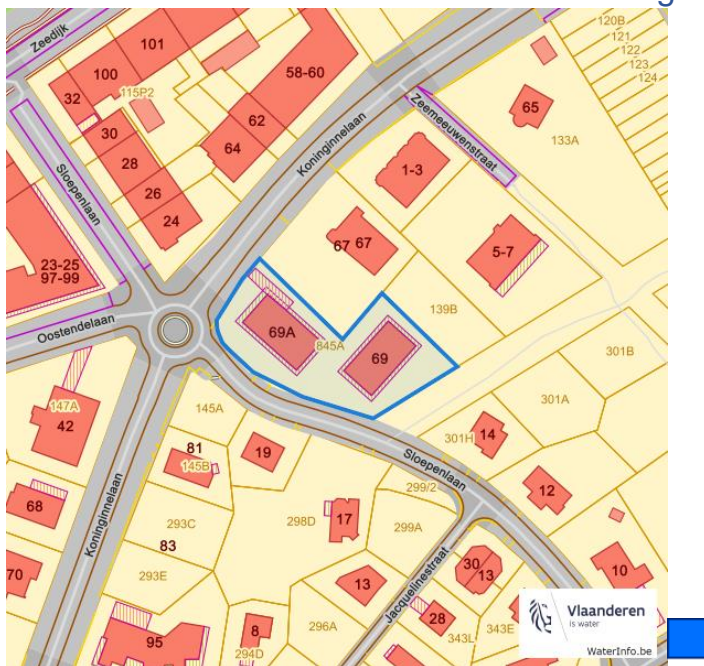 Zeedijk
101
100
32
115P2
58-60
120B
121
122
123
124
65
133A
Zeemeeuwenstraat
Koninginnelaan
30
28
62
64
26
24
Sloepenlaan
1-3
23-25
97-99
67 67
5-7
139B
Oostendelaan
69A
845A
69
301B
301A
147A
42
145A
81
145B
19
301H
14
Sloepenlaan
12
299/2
299A
298D
17
68
293C
83
Koninginnelaan
70
293E
13
30
13
10
Jacquelinestraat
296A
28
343L
343E
8
294D
95
Vlaanderen
is water
WaterInfo.be